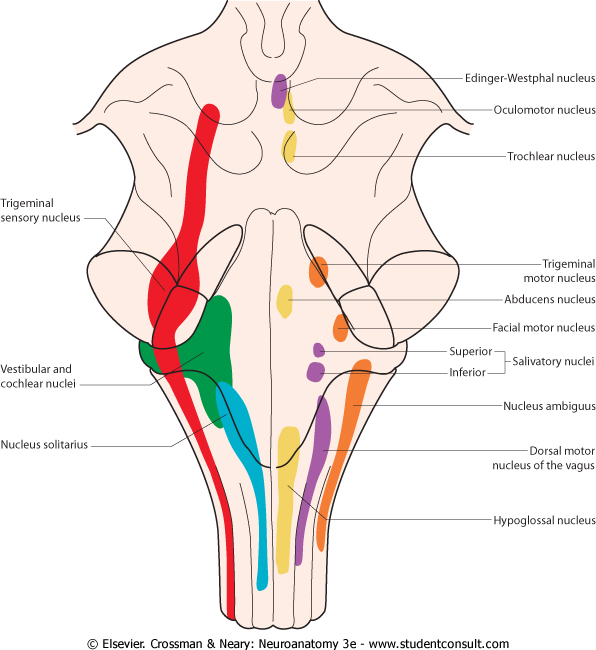 Edinger-Westphal nucleus
Oculomotor nucleus
Trochlear nucleus
Trigeminal
sensory nucleus
Trigeminal
motor nucleus
Abducens nucleus
Facial motor nucleus
Superior
Salivatory nuclei
Inferior
Vestibular and
cochlear nuclei
Nucleus ambiguus
Nucleus solitarius
Dorsal motor
nucleus of the vagus
Hypoglossal nucleus
© Elsevier. Crossman & Neary: Neuroanatomy 3e - www.studentconsult.com